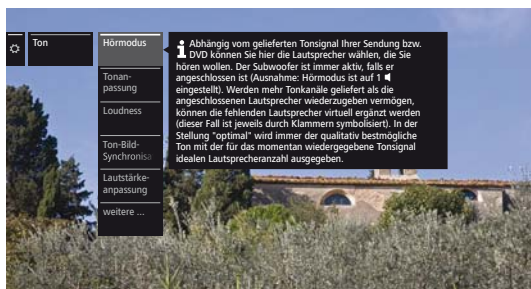 Ton
Hörmodus
Tonan-
passung
Loudness
Ton-Bild-
Synchronisa
Lautstärke-
anpassung
weitere ...
i Abhängig vom gelieferten Tonsignal Ihrer Sendung bzw.
DVD können Sie hier die Lautsprecher wählen, die Sie
hören wollen. Der Subwoofer ist immer aktiv, falls er
angeschlossen ist (Ausnahme: Hörmodus ist auf 1
eingestellt). Werden mehr Tonkanäle geliefert als die
angeschlossenen Lautsprecher wiederzugeben vermögen,
können die fehlenden Lautsprecher virtuell ergänzt werden
(dieser Fall ist jeweils durch Klammern symbolisiert). In der
Stellung "optimal" wird immer der qualitativ bestmögliche
Ton mit der für das momentan wiedergegebene Tonsignal
idealen Lautsprecheranzahl ausgegeben.